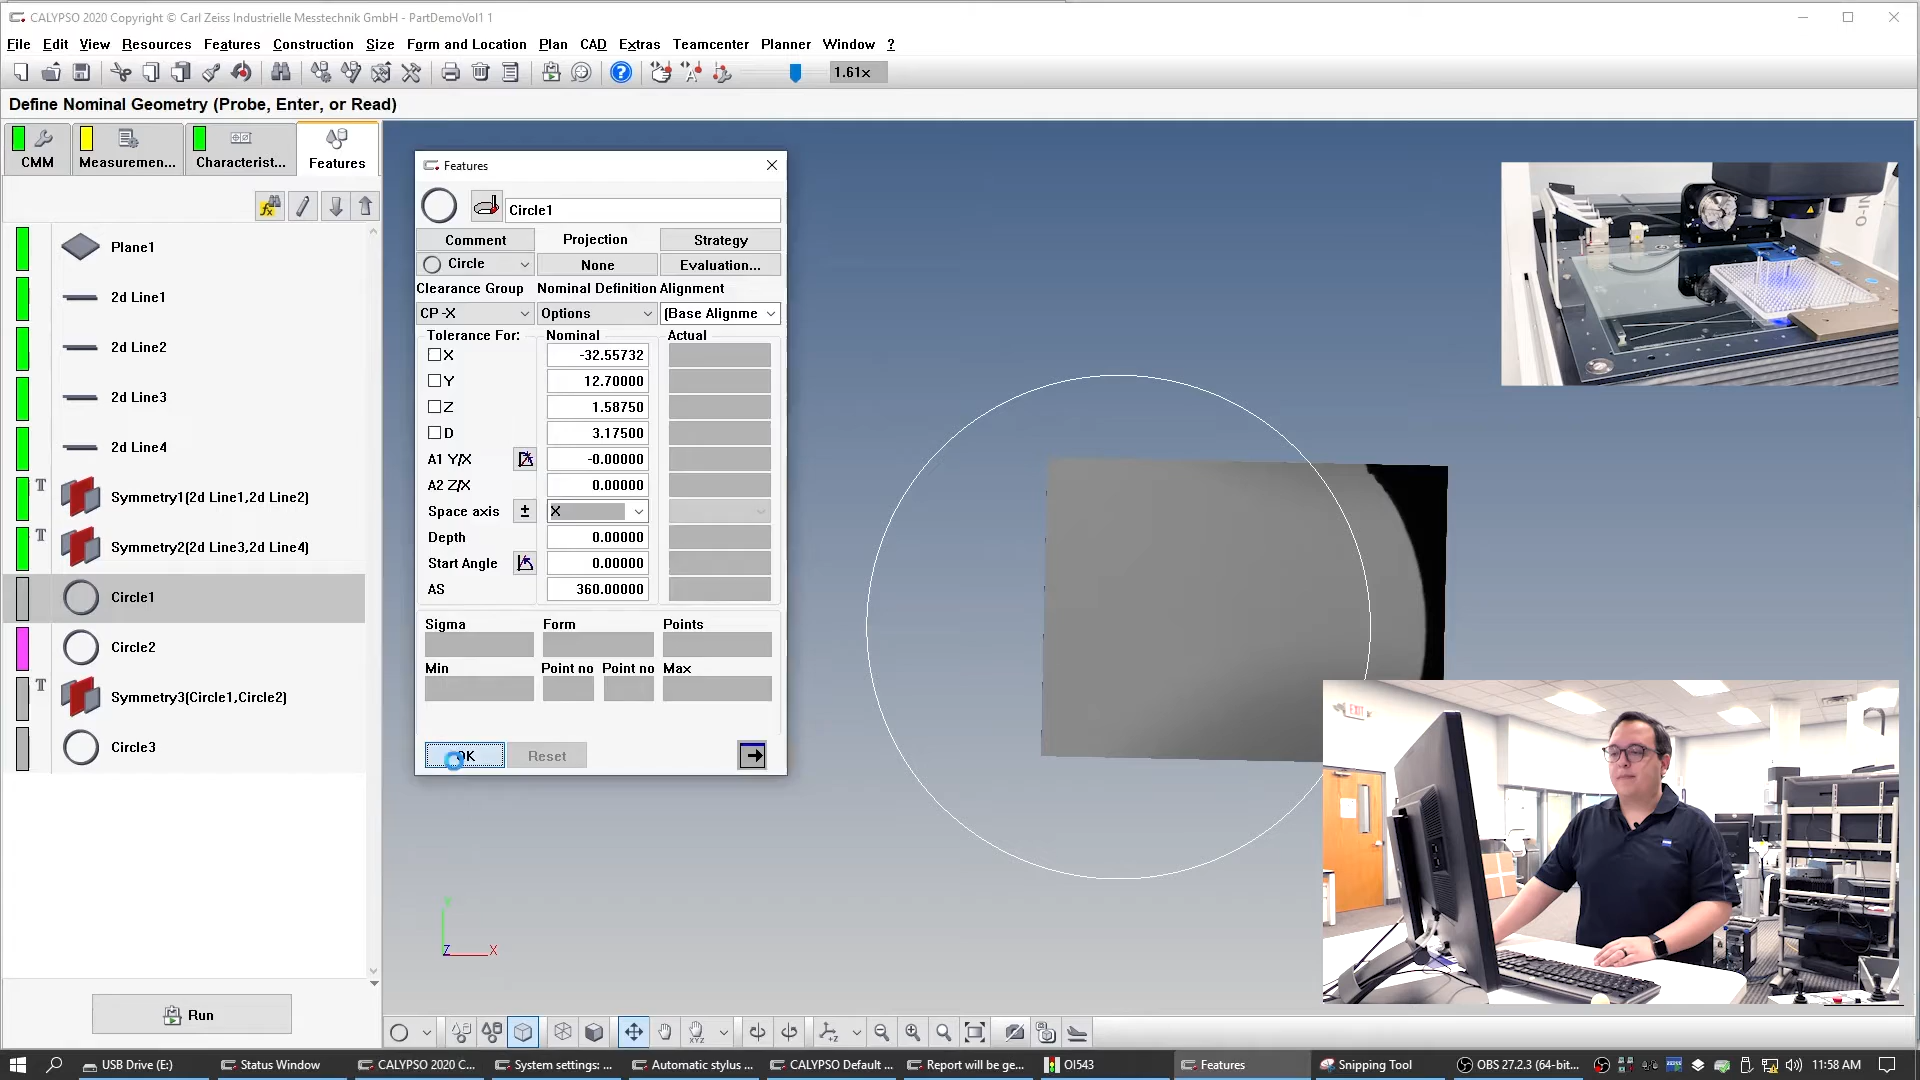 CALYPSO 2020 Copyright © Carl Zeiss Industrielle Messtechnik GmbH - PartDemoVol1 1
File Edit View Resources Features Construction Size Form and Location Plan CAD Extras Teamcenter Planner Window ?
1.61×
Define Nominal Geometry (Probe, Enter, or Read)
CMM Measuremen... Characterist... Features
Plane1
2d Line1
2d Line2
2d Line3
2d Line4
T Symmetry1(2d Line1,2d Line2)
T Symmetry2(2d Line3,2d Line4)
Circle1
Circle2
T Symmetry3(Circle1,Circle2)
Circle3
Run
Features
Circle1
Comment Projection Strategy
Circle None Evaluation...
Clearance Group Nominal Definition Alignment
CP -X Options (Base Alignme
Tolerance For: Nominal Actual
X -32.55732
Y 12.70000
Z 1.58750
D 3.17500
A1 Y/X -0.00000
A2 Z/X 0.00000
Space axis ± X
Depth 0.00000
Start Angle 0.00000
AS 360.00000
Sigma Form Points
Min Point no Point no Max
OK Reset
Y
Z X
EXIT
XYZ
USB Drive (E:) Status Window CALYPSO 2020 C... System settings: ... Automatic stylus ... CALYPSO Default ... Report will be ge... OI543 Features Snipping Tool OBS 27.2.3 (64-bit... 11:58 AM